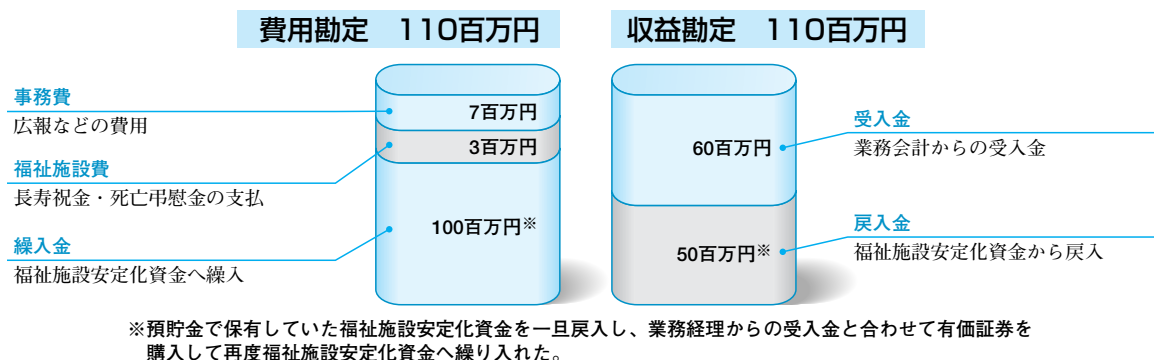 費用勘定　110百万円
収益勘定　110百万円
事務費
広報などの費用
7百万円
福祉施設費
長寿祝金・死亡弔慰金の支払
3百万円
繰入金
福祉施設安定化資金へ繰入
100百万円※
受入金
業務会計からの受入金
60百万円
戻入金
福祉施設安定化資金から戻入
50百万円※
※預貯金で保有していた福祉施設安定化資金を一旦戻入し、業務経理からの受入金と合わせて有価証券を
購入して再度福祉施設安定化資金へ繰り入れた。